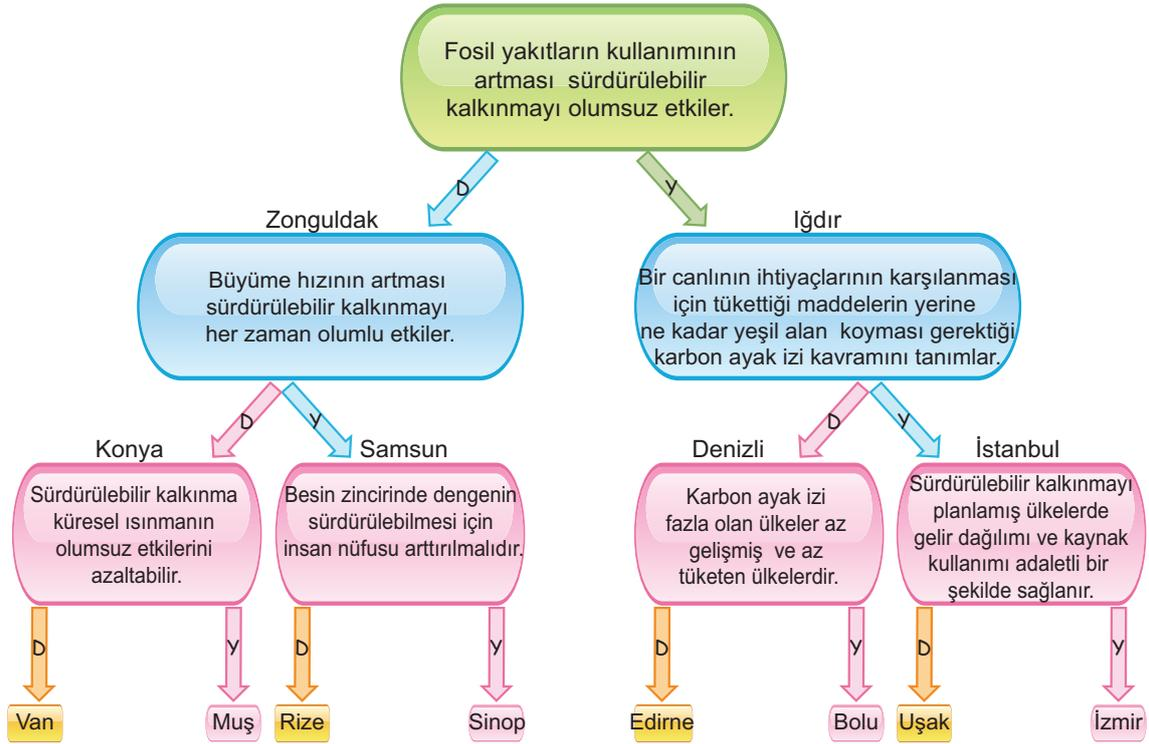 Fosil yakıtların kullanımının
artması sürdürülebilir
kalkınmayı olumsuz etkiler.
D
Y
Zonguldak
Iğdır
Büyüme hızının artması
sürdürülebilir kalkınmayı
her zaman olumlu etkiler.
Bir canlının ihtiyaçlarının karşılanması
için tükettiği maddelerin yerine
ne kadar yeşil alan koyması gerektiği
karbon ayak izi kavramını tanımlar.
D
Y
D
Y
Konya
Samsun
Denizli
İstanbul
Sürdürülebilir kalkınma
küresel ısınmanın
olumsuz etkilerini
azaltabilir.
Besin zincirinde dengenin
sürdürülebilmesi için
insan nüfusu arttırılmalıdır.
Karbon ayak izi
fazla olan ülkeler az
gelişmiş ve az
tüketen ülkelerdir.
Sürdürülebilir kalkınmayı
planlamış ülkelerde
gelir dağılımı ve kaynak
kullanımı adaletli bir
şekilde sağlanır.
D
Y
D
Y
D
Y
D
Y
Van
Muş
Rize
Sinop
Edirne
Bolu
Uşak
İzmir